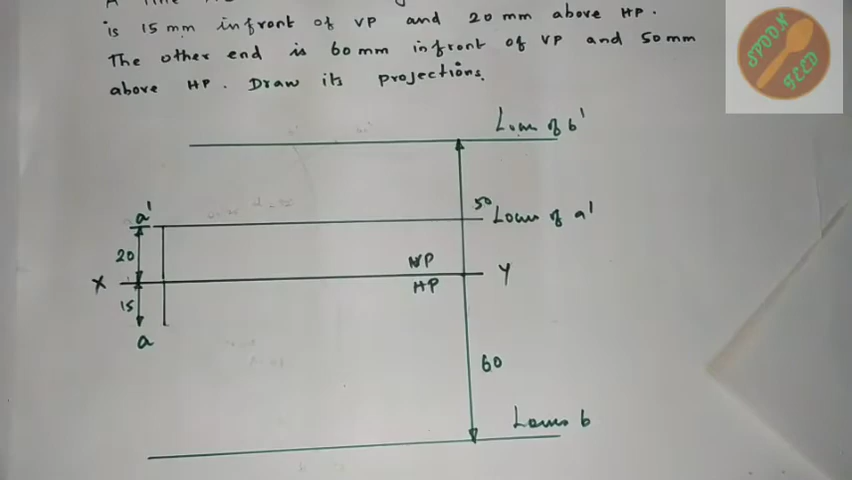 is 15 mm infront of VP and 20 mm above HP.
The other end is 60 mm infront of VP and 50 mm
above HP. Draw its projections.
SPOON
FEED
Locus of b'
a'
50
Locus of a'
20
VP
X
Y
HP
15
a
60
Locus b